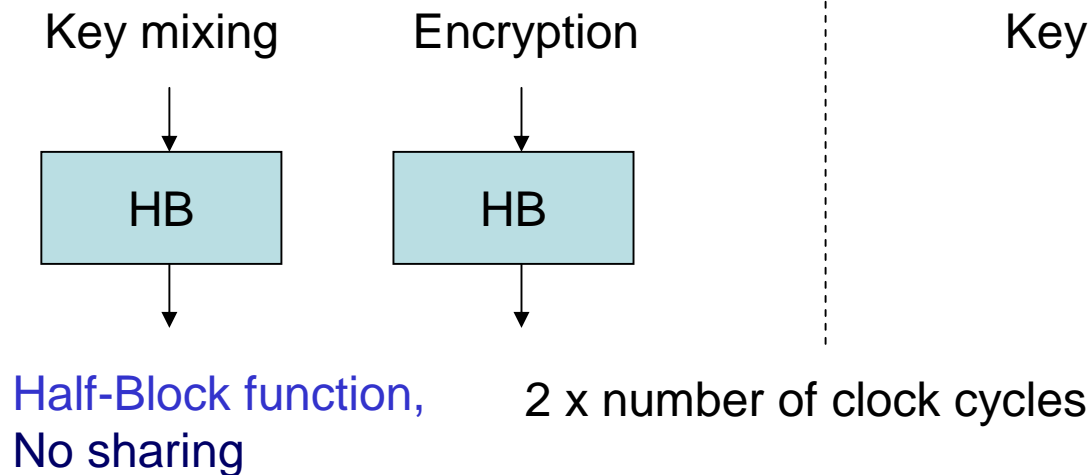 Key mixing Encryption Key
HB HB
Half-Block function, 2 x number of clock cycles
No sharing